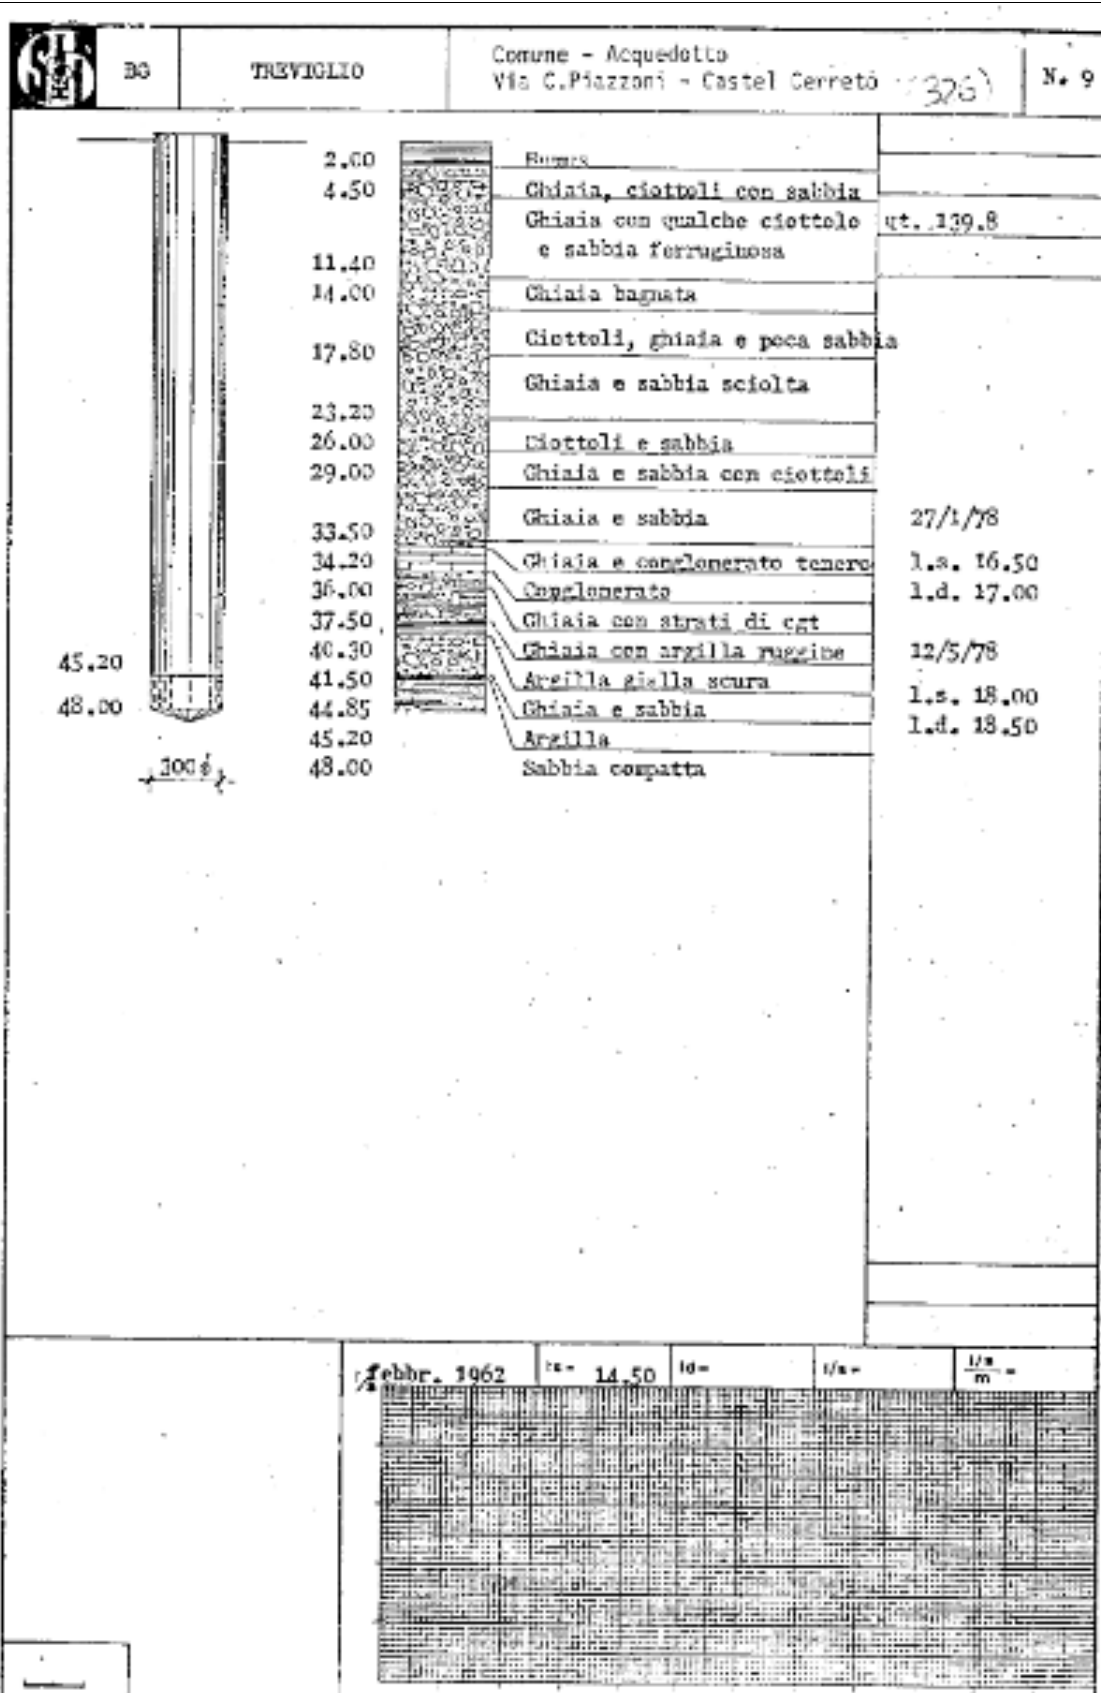 BG
TREVIGLIO
Comune - Acquedotto
Via C.Piazzoni - Castel Cerreto (326)
N. 9
2.00 Humus
4.50 Ghiaia, ciottoli con sabbia
Ghiaia con qualche ciottolo qt. 139.8
11.40 e sabbia ferruginosa
14.00 Ghiaia bagnata
17.80 Ciottoli, ghiaia e poca sabbia
23.20 Ghiaia e sabbia sciolta
26.00 Ciottoli e sabbia
29.00 Ghiaia e sabbia con ciottoli
33.50 Ghiaia e sabbia 27/1/78
34.20 Ghiaia e conglomerato tenero l.s. 16.50
36.00 Conglomerato l.d. 17.00
37.50 Ghiaia con strati di cgt
40.30 Ghiaia con argilla ruggine 12/5/78
45.20 41.50 Argilla gialla scura l.s. 18.00
48.00 44.85 Ghiaia e sabbia l.d. 18.50
45.20 Argilla
300 ϕ 48.00 Sabbia compatta
febbr. 1962 ls= 14.50 ld= l/s= l/s/m =